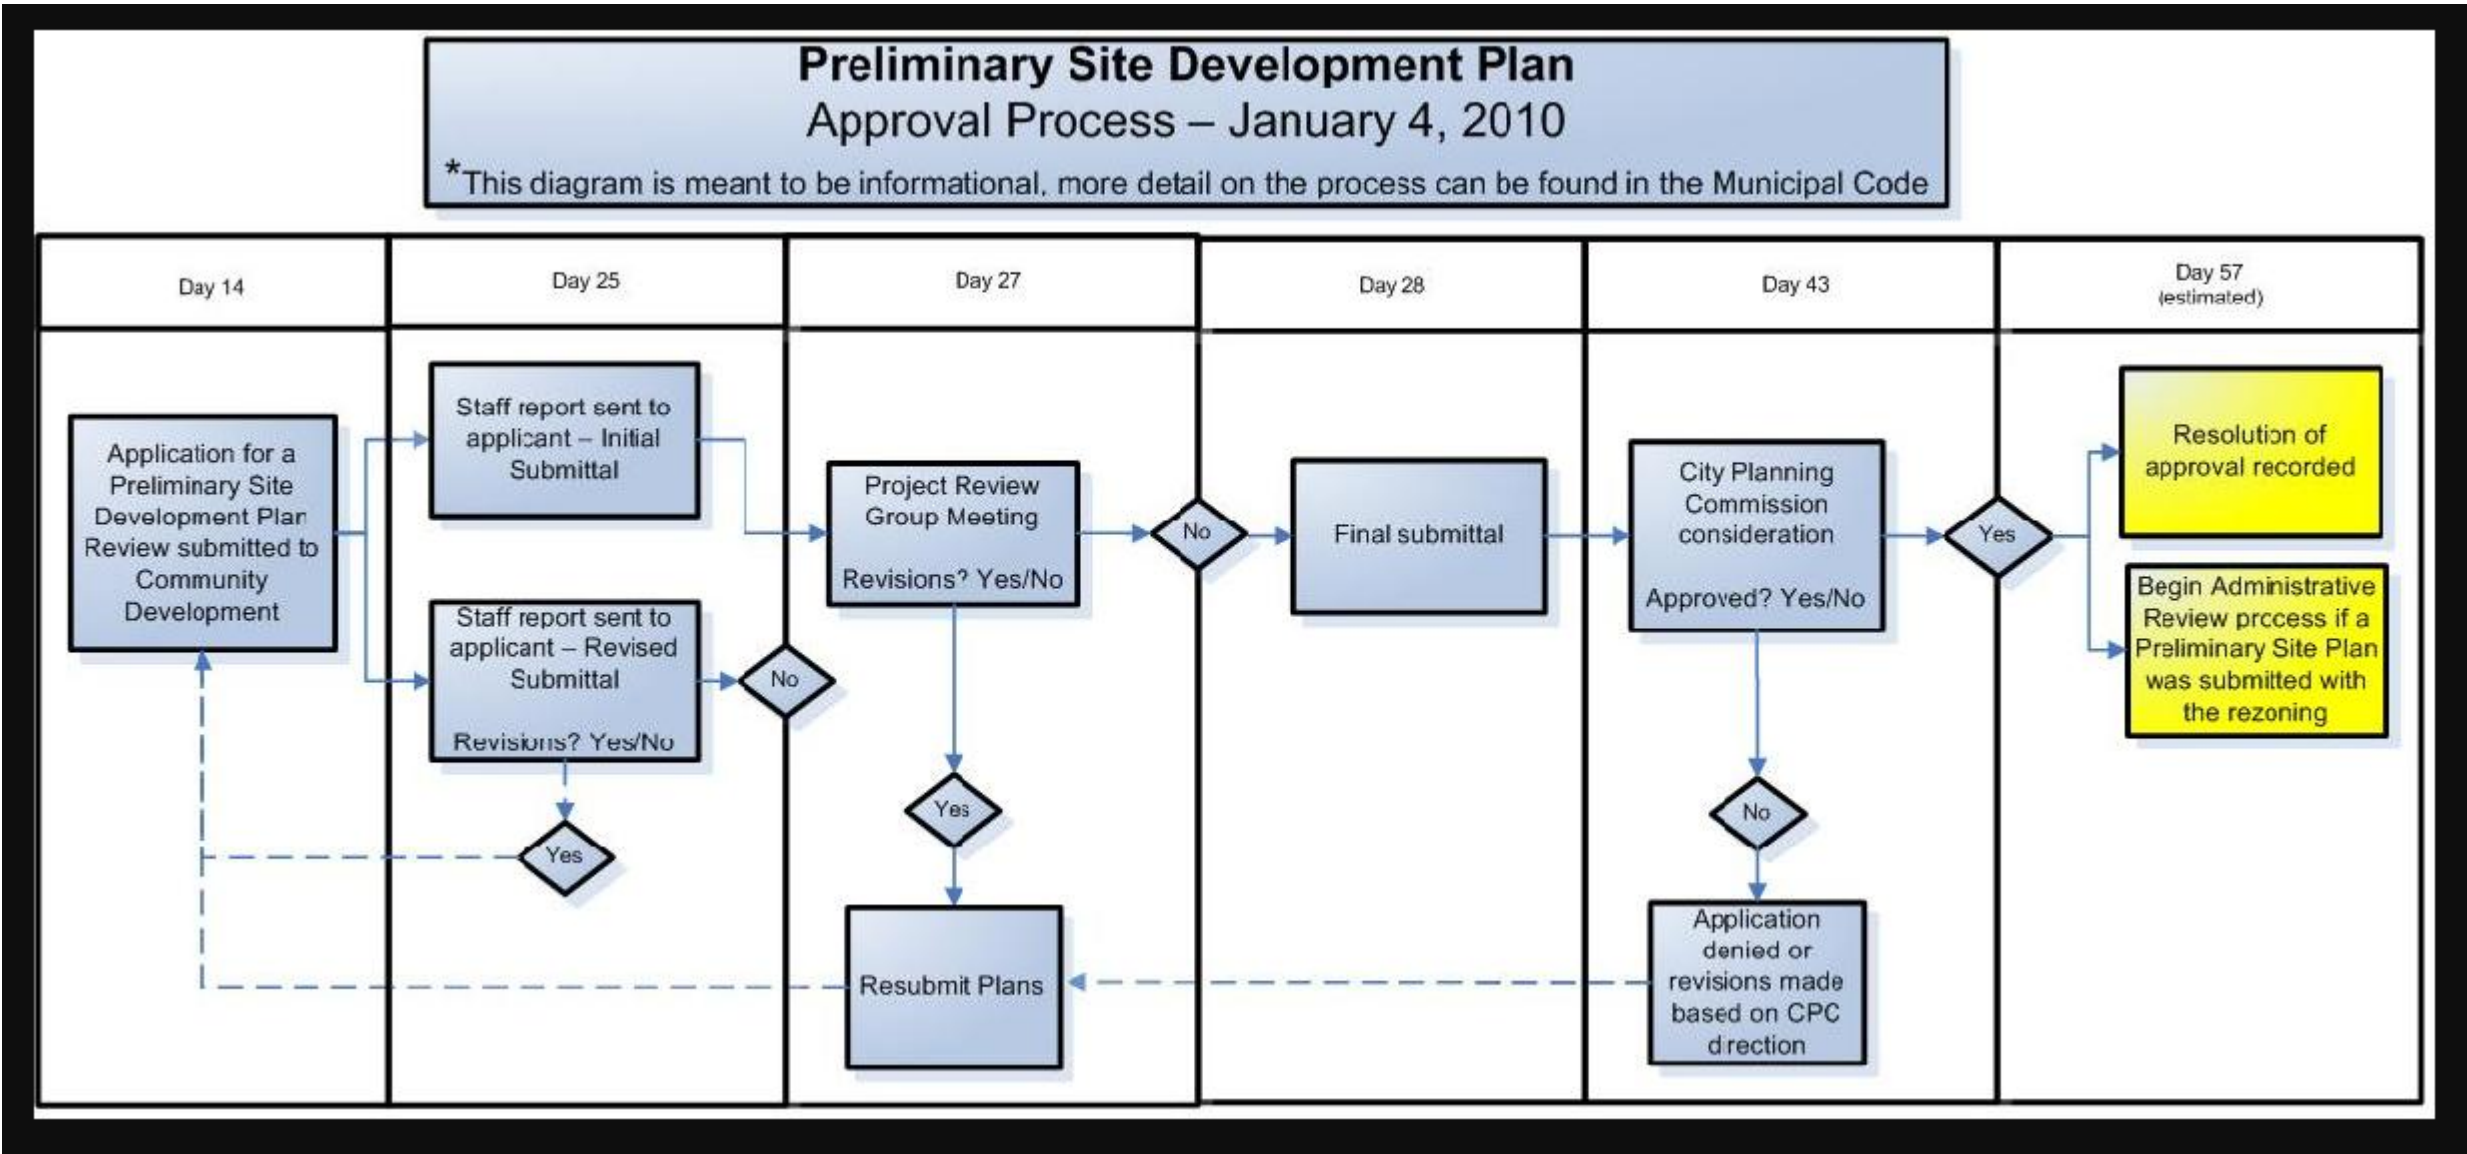 Preliminary Site Development Plan
Approval Process – January 4, 2010
*This diagram is meant to be informational, more detail on the process can be found in the Municipal Code
Day 14
Day 25
Day 27
Day 28
Day 43
Day 57
(estimated)
Application for a
Preliminary Site
Development Plan
Review submitted to
Community
Development
Staff report sent to
applicant – Initial
Submittal
Staff report sent to
applicant – Revised
Submittal
Revisions? Yes/No
No
Yes
Project Review
Group Meeting
Revisions? Yes/No
No
Yes
Resubmit Plans
Final submittal
City Planning
Commission
consideration
Approved? Yes/No
Yes
No
Application
denied or
revisions made
based on CPC
direction
Resolution of
approval recorded
Begin Administrative
Review process if a
Preliminary Site Plan
was submitted with
the rezoning